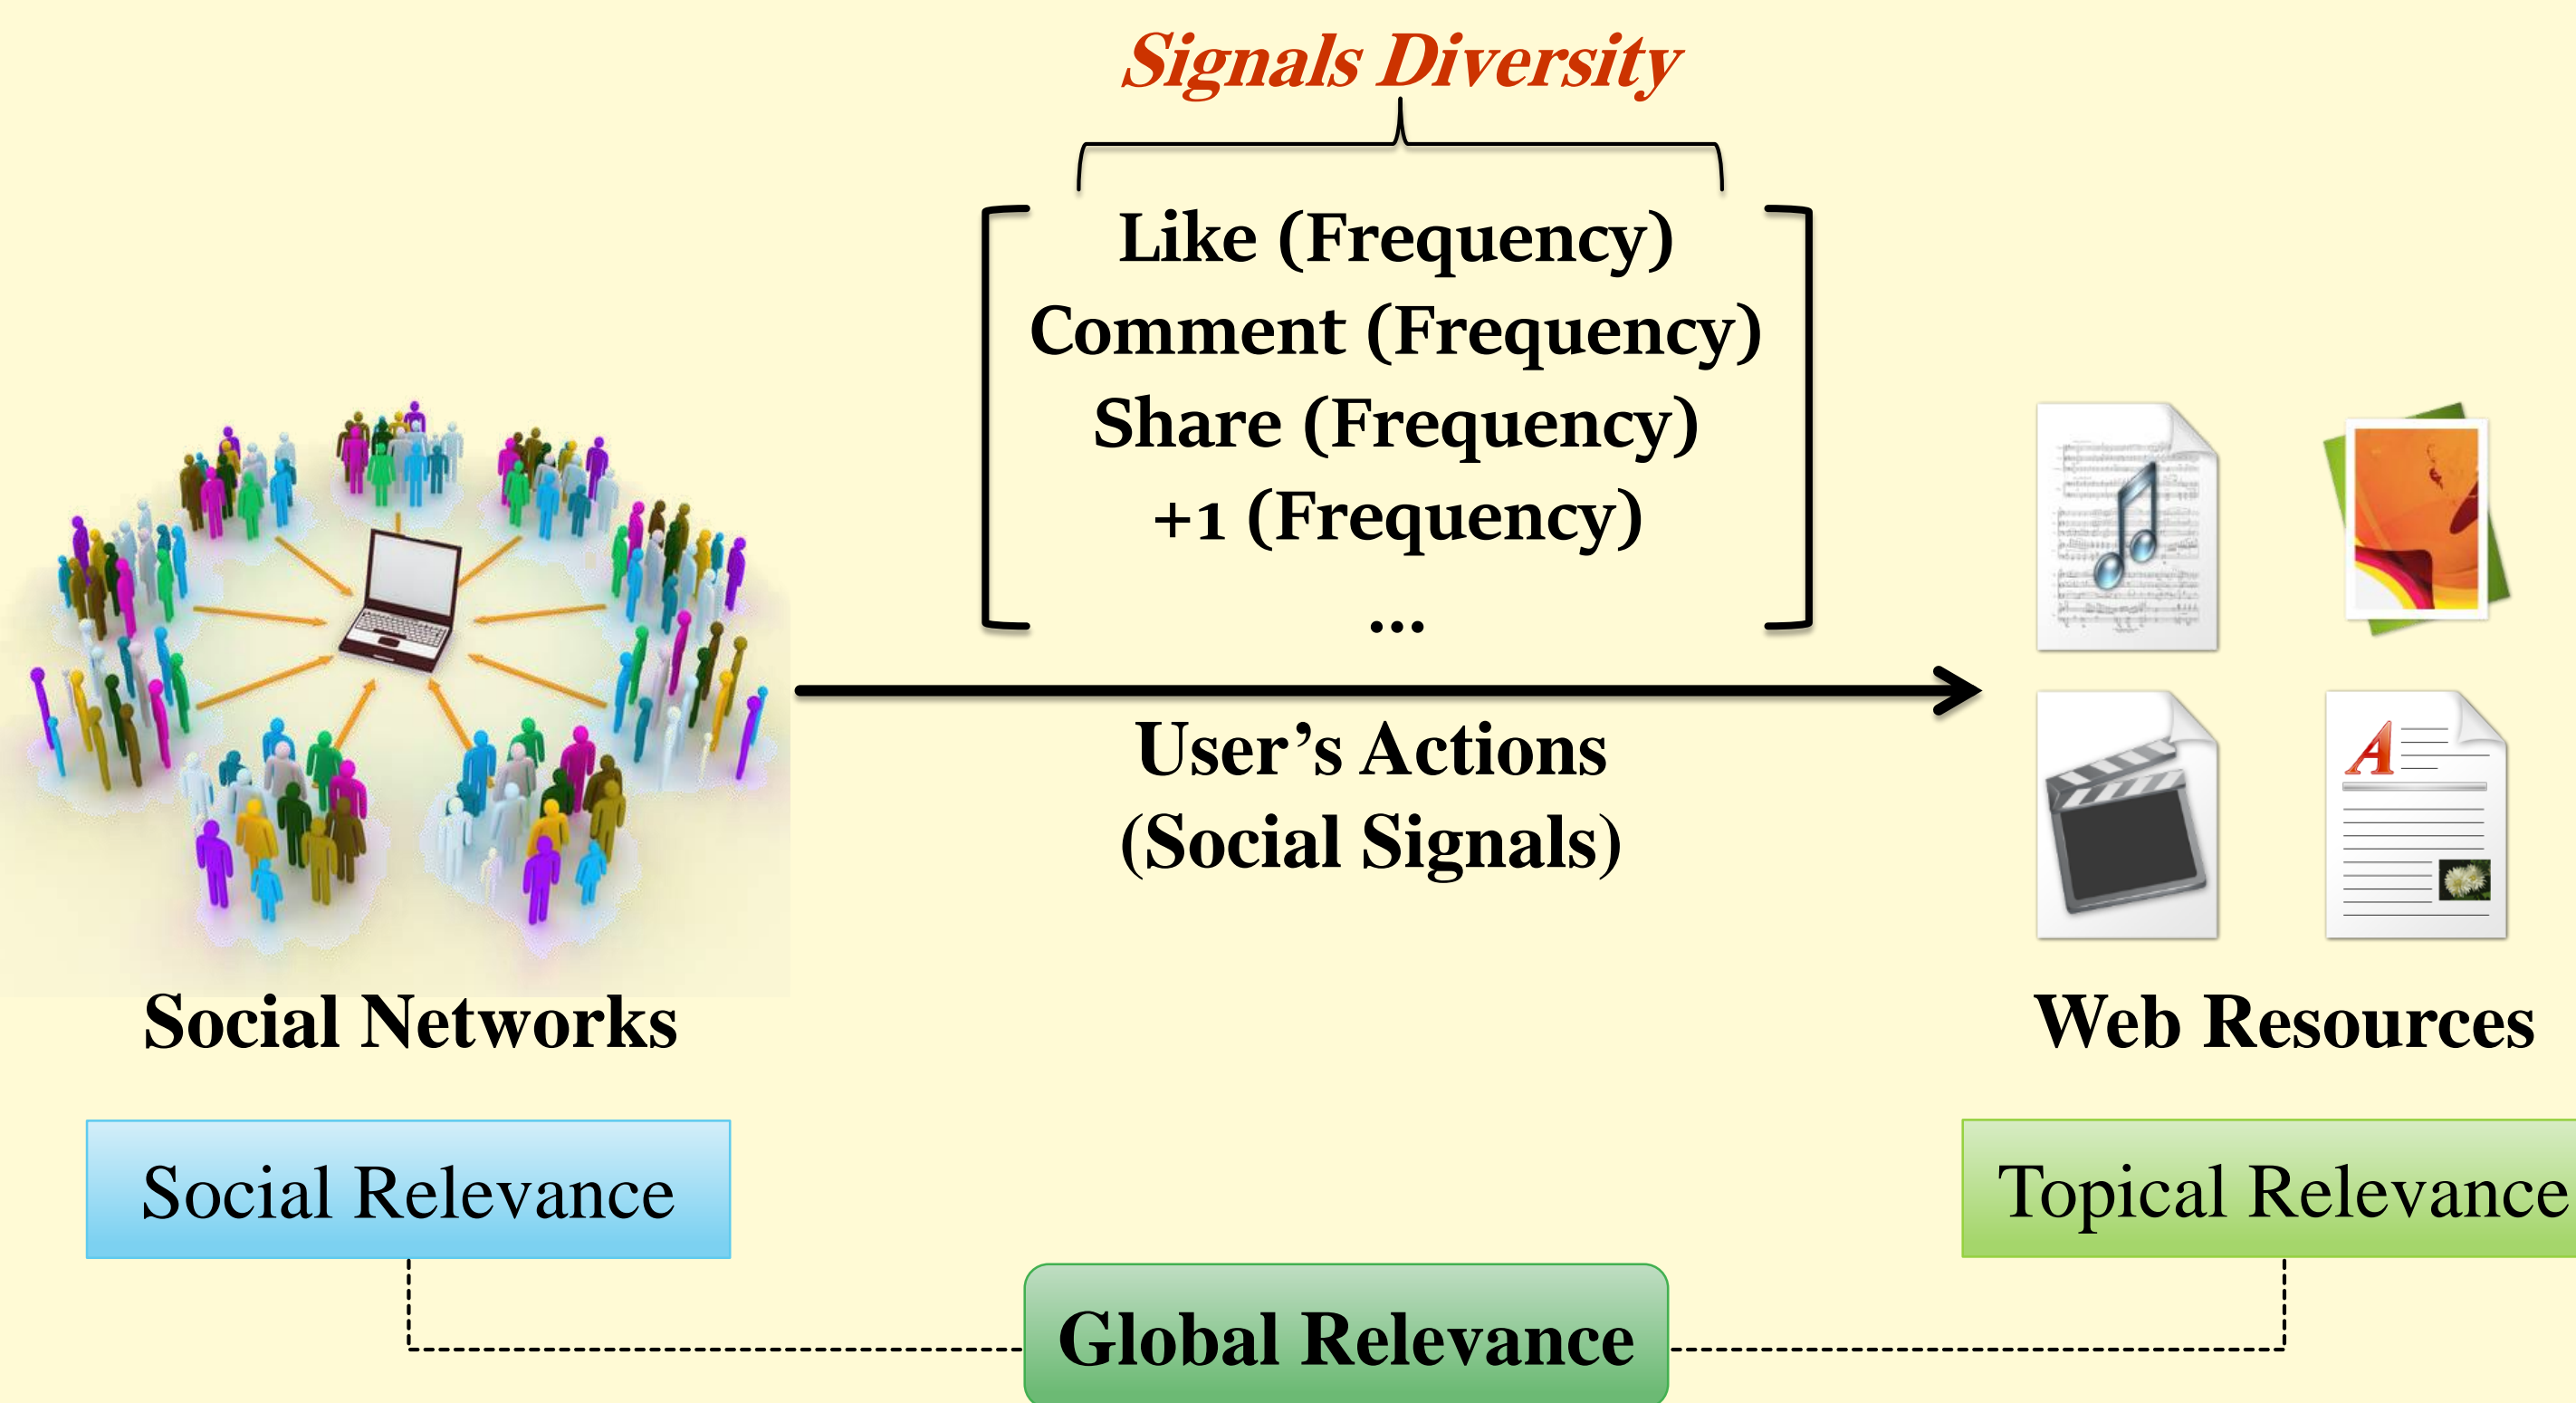 Signals Diversity
Like (Frequency)
Comment (Frequency)
Share (Frequency)
+1 (Frequency)
...
User’s Actions
(Social Signals)
Social Networks
Web Resources
A
Social Relevance
Topical Relevance
Global Relevance